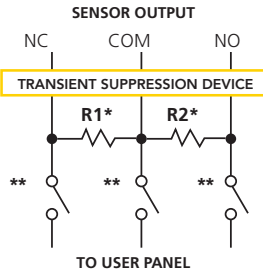 SENSOR OUTPUT
NC COM NO
TRANSIENT SUPPRESSION DEVICE
R1* R2*
** ** **
TO USER PANEL